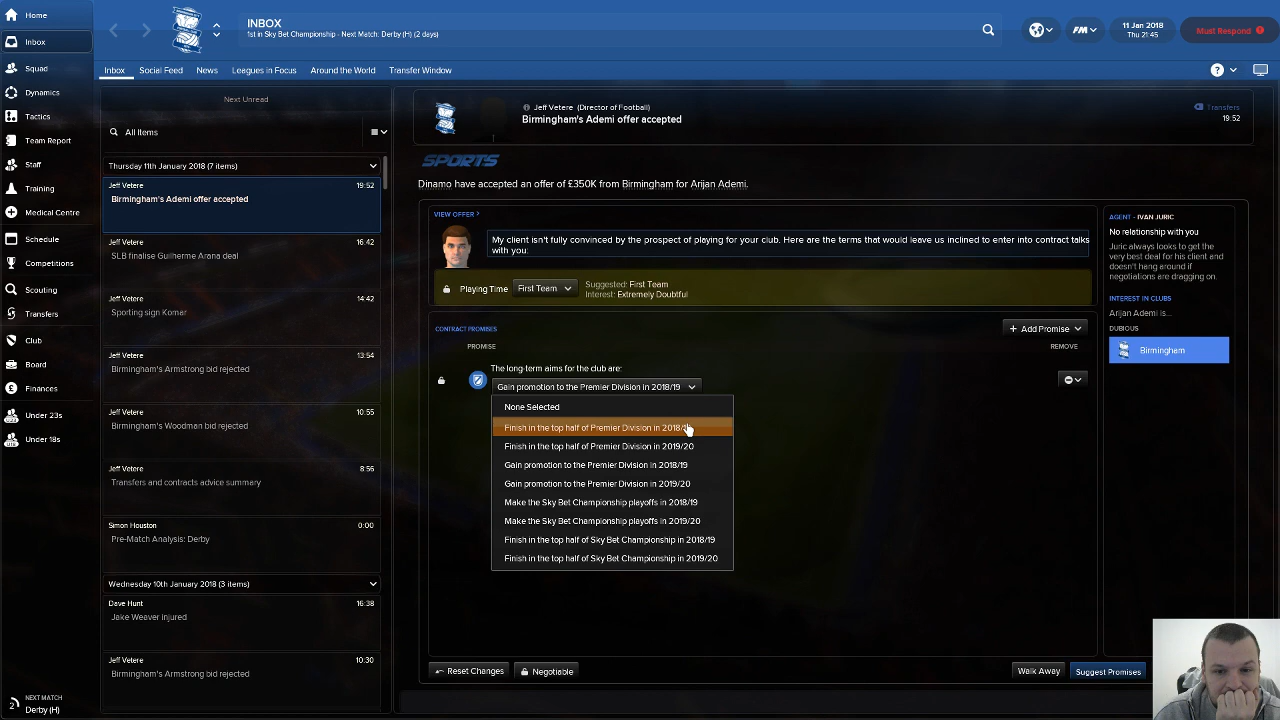 Home
INBOX
1st in Sky Bet Championship - Next Match: Derby (H) (2 days)
FM
11 Jan 2018
Thu 21:45
Must Respond
Inbox
Squad
Dynamics
Tactics
Team Report
Staff
Training
Medical Centre
Schedule
Competitions
Scouting
Transfers
Club
Board
Finances
Under 23s
Under 18s
NEXT MATCH
2 Derby (H)
Inbox Social Feed News Leagues in Focus Around the World Transfer Window
?
Next Unread
All Items
Thursday 11th January 2018 (7 items)
Jeff Vetere 19:52
Birmingham's Ademi offer accepted
Jeff Vetere 16:42
SLB finalise Guilherme Arana deal
Jeff Vetere 14:42
Sporting sign Komar
Jeff Vetere 13:54
Birmingham's Armstrong bid rejected
Jeff Vetere 10:55
Birmingham's Woodman bid rejected
Jeff Vetere 8:56
Transfers and contracts advice summary
Simon Houston 0:00
Pre-Match Analysis: Derby
Wednesday 10th January 2018 (3 items)
Dave Hunt 16:38
Jake Weaver injured
Jeff Vetere 10:30
Birmingham's Armstrong bid rejected
Jeff Vetere (Director of Football)
Birmingham's Ademi offer accepted
Transfers
19:52
SPORTS
Dinamo have accepted an offer of £350K from Birmingham for Arijan Ademi.
VIEW OFFER >
My client isn't fully convinced by the prospect of playing for your club. Here are the terms that would leave us inclined to enter into contract talks
with you:
Playing Time First Team
Suggested: First Team
Interest: Extremely Doubtful
CONTRACT PROMISES
+ Add Promise
PROMISE REMOVE
The long-term aims for the club are:
Gain promotion to the Premier Division in 2018/19
None Selected
Finish in the top half of Premier Division in 2018/
Finish in the top half of Premier Division in 2019/20
Gain promotion to the Premier Division in 2018/19
Gain promotion to the Premier Division in 2019/20
Make the Sky Bet Championship playoffs in 2018/19
Make the Sky Bet Championship playoffs in 2019/20
Finish in the top half of Sky Bet Championship in 2018/19
Finish in the top half of Sky Bet Championship in 2019/20
Reset Changes
Negotiable
Walk Away
Suggest Promises
AGENT - IVAN JURIC
No relationship with you
Juric always looks to get the
very best deal for his client and
doesn't hang around if
negotiations are dragging on.
INTEREST IN CLUBS
Arijan Ademi is...
DUBIOUS
Birmingham